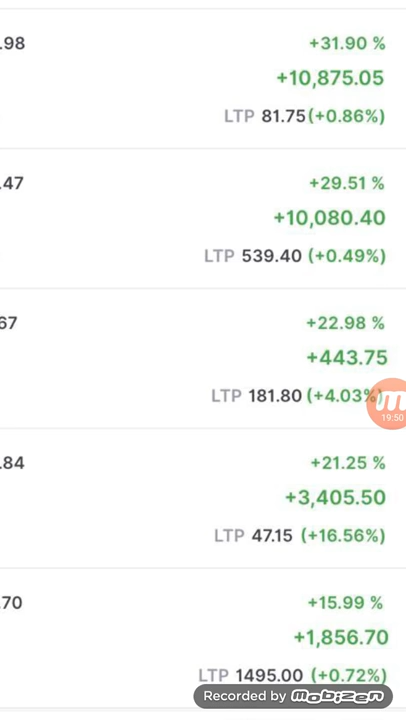 .98 +31.90 %
+10,875.05
LTP 81.75 (+0.86%)
.47 +29.51 %
+10,080.40
LTP 539.40 (+0.49%)
67 +22.98 %
+443.75
LTP 181.80 (+4.03%)
m
19:50
.84 +21.25 %
+3,405.50
LTP 47.15 (+16.56%)
.70 +15.99 %
+1,856.70
LTP 1495.00 (+0.72%)
Recorded by mobizen